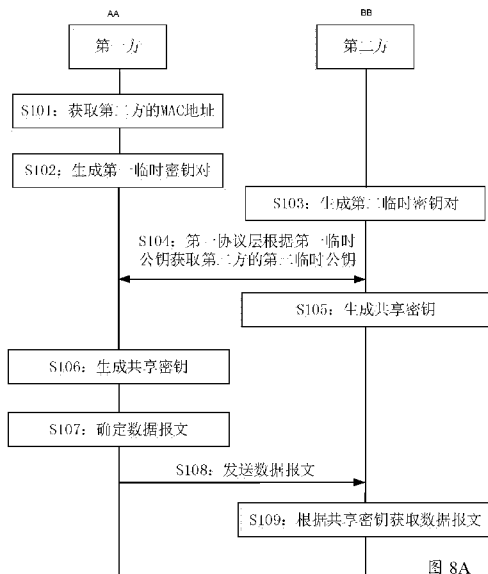 AA
BB
第一方
第二方
S101：获取第二方的MAC地址
S102：生成第一临时密钥对
S103：生成第二临时密钥对
S104：第一协议层根据第一临时
公钥获取第二方的第二临时公钥
S105：生成共享密钥
S106：生成共享密钥
S107：确定数据报文
S108：发送数据报文
S109：根据共享密钥获取数据报文
图 8A